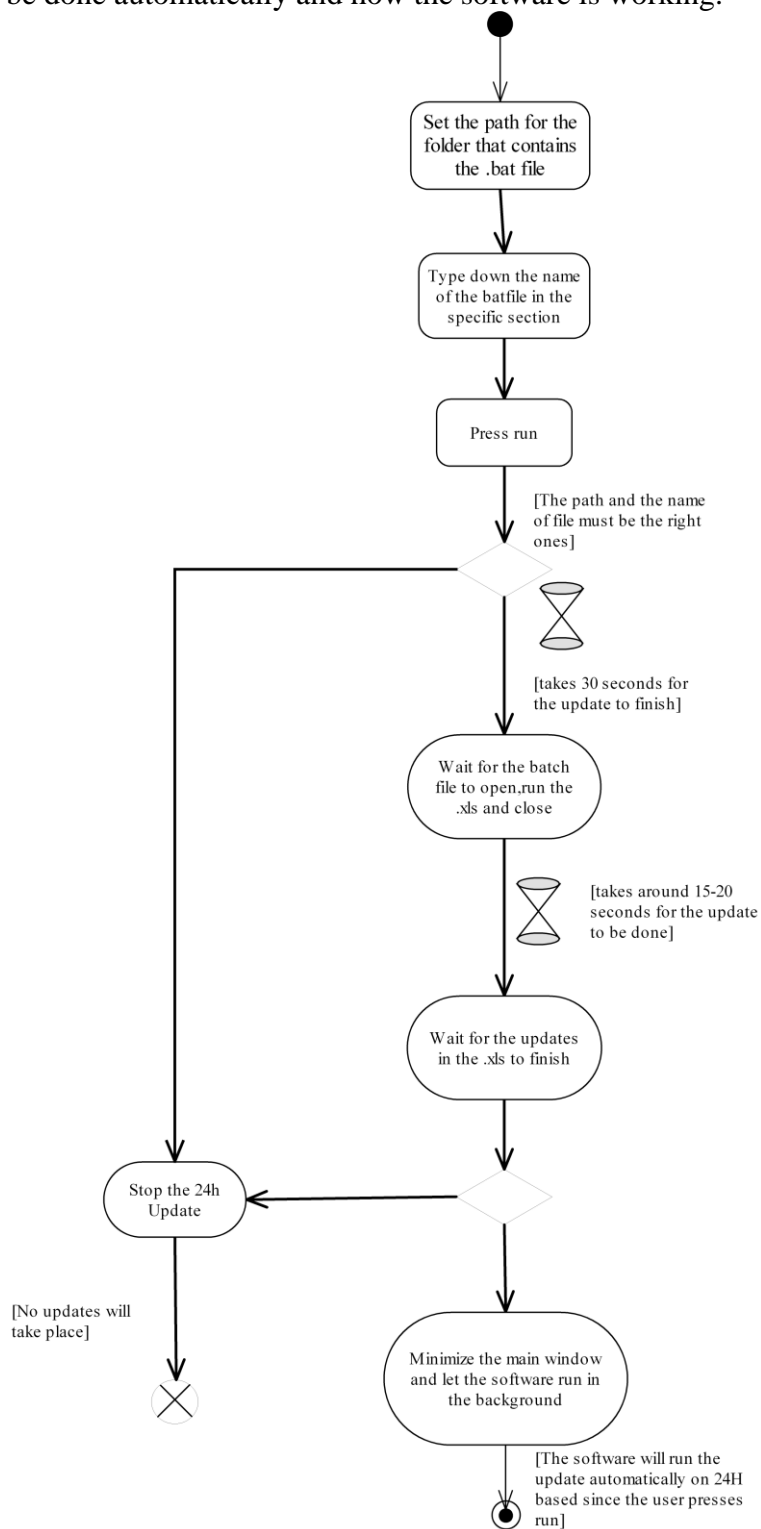 be done automatically and how the software is working.
Set the path for the
folder that contains
the .bat file
Type down the name
of the batfile in the
specific section
Press run
[The path and the name
of file must be the right
ones]
[takes 30 seconds for
the update to finish]
Wait for the batch
file to open,run the
.xls and close
[takes around 15-20
seconds for the update
to be done]
Wait for the updates
in the .xls to finish
Stop the 24h
Update
[No updates will
take place]
Minimize the main window
and let the software run in
the background
[The software will run the
update automatically on 24H
based since the user presses
run]